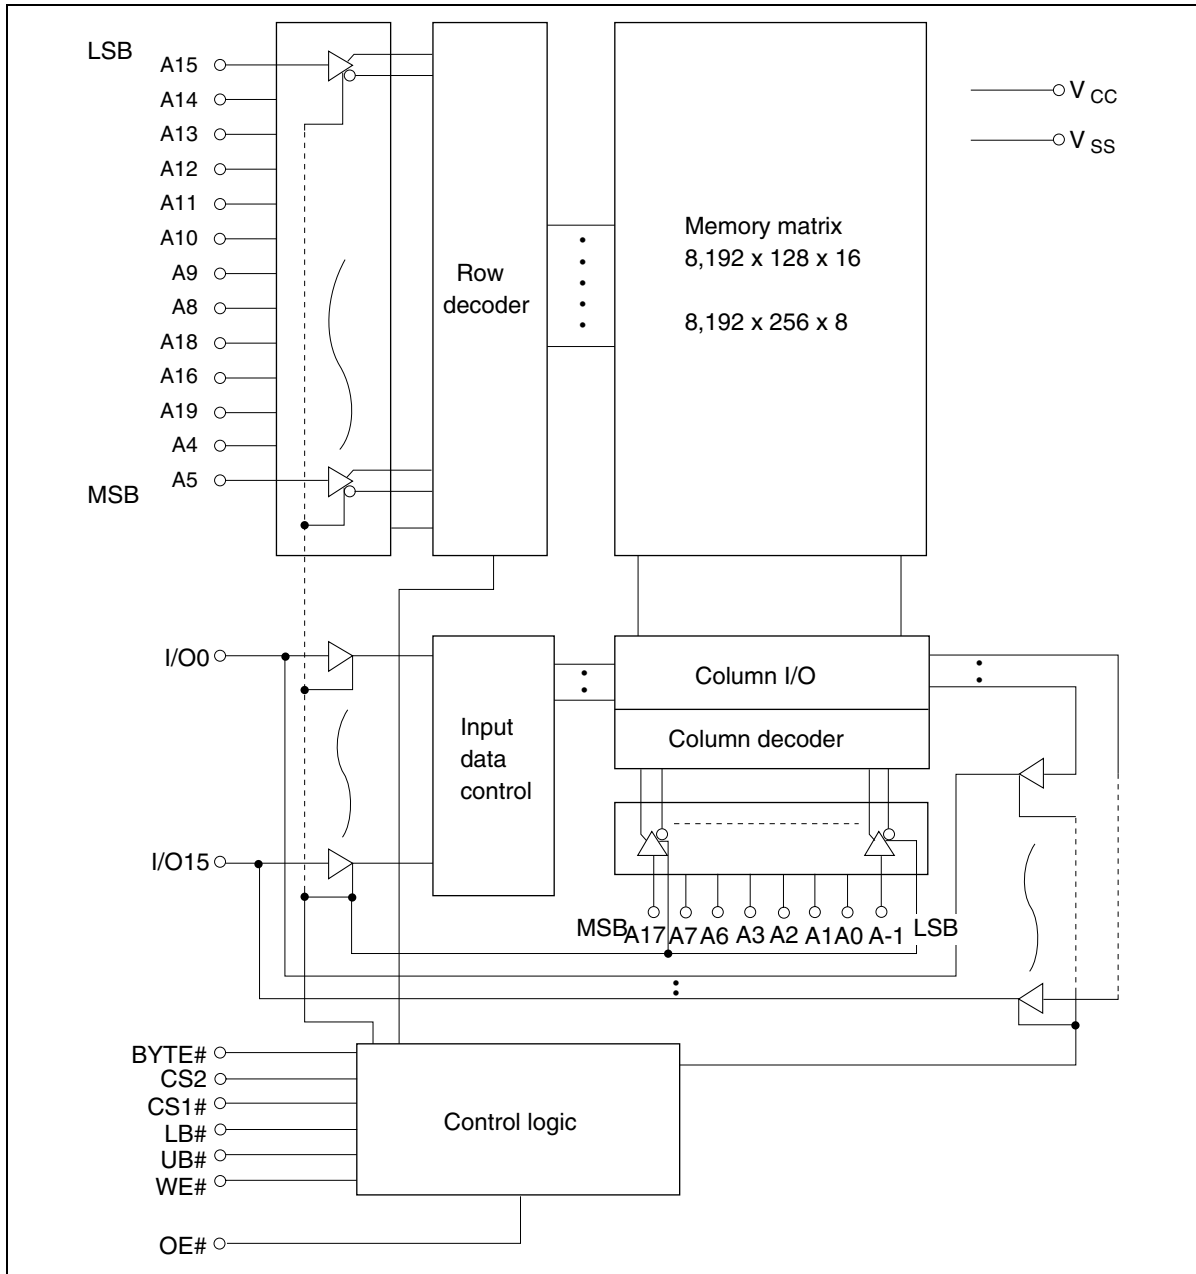 LSB
A15
A14
A13
A12
A11
A10
A9
A8
A18
A16
A19
A4
A5
MSB
Row
decoder
Memory matrix
8,192 x 128 x 16
8,192 x 256 x 8
V CC
V SS
I/O0
I/O15
Input
data
control
Column I/O
Column decoder
MSB A17 A7 A6 A3 A2 A1 A0 A-1 LSB
BYTE#
CS2
CS1#
LB#
UB#
WE#
OE#
Control logic